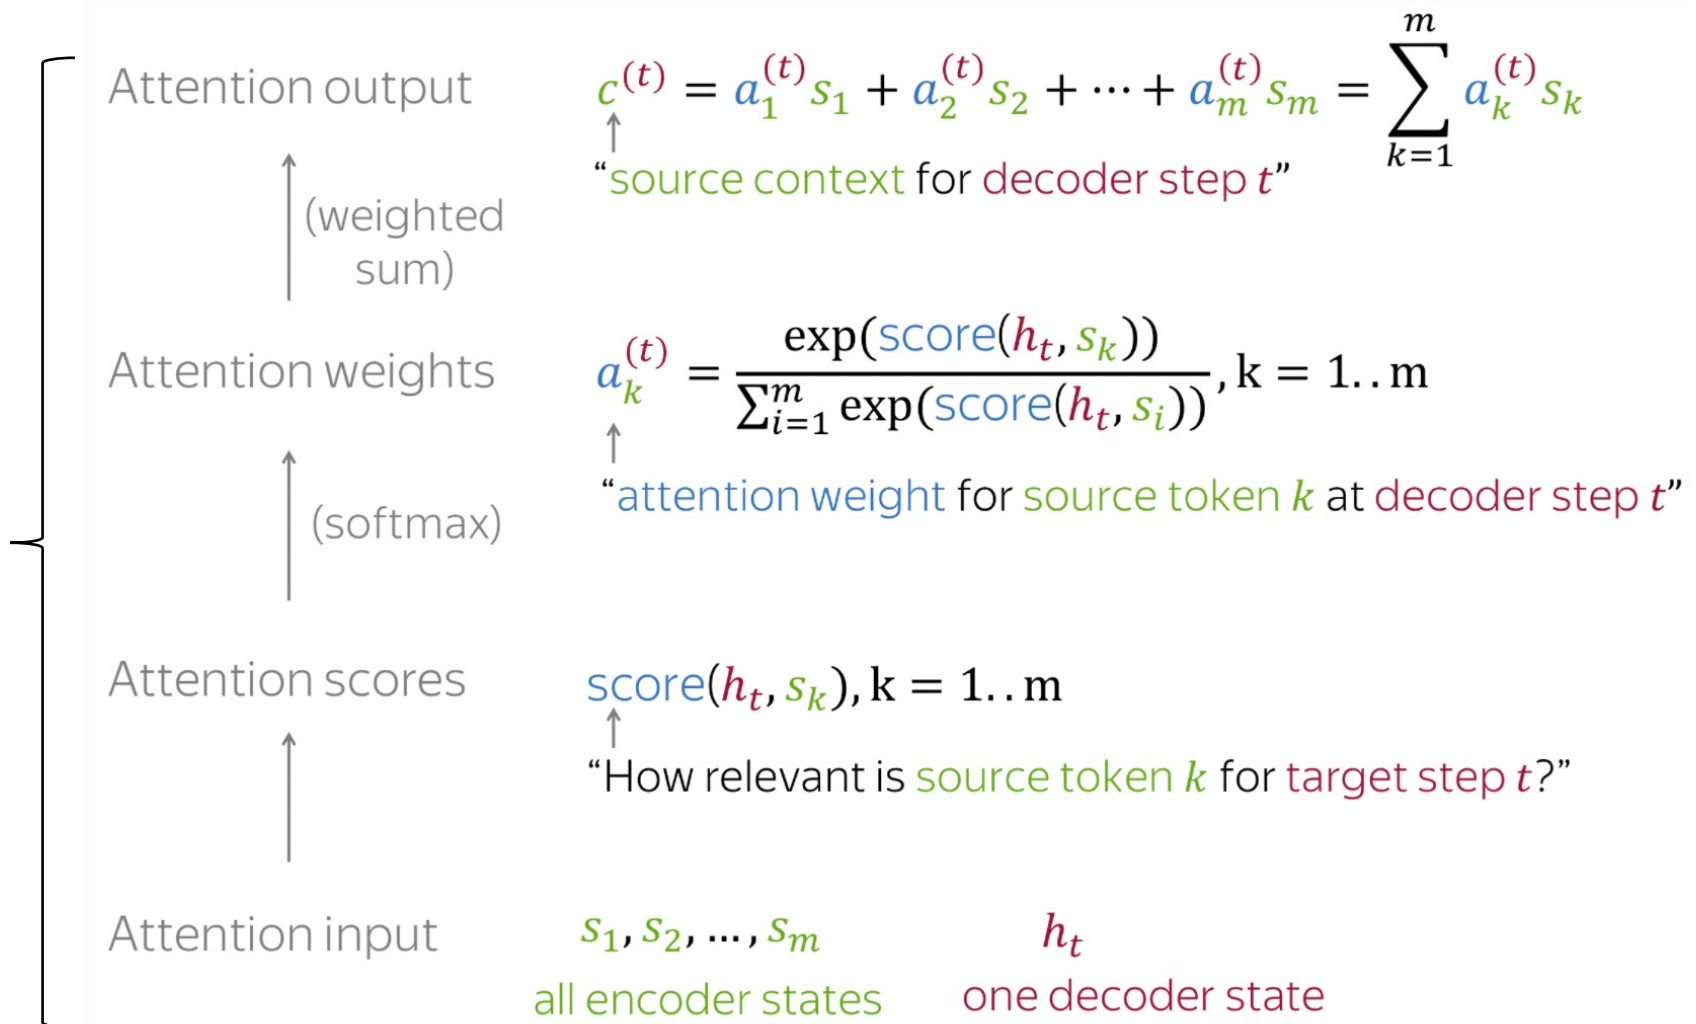 Attention output c^(t) = a_1^(t) s_1 + a_2^(t) s_2 + ⋯ + a_m^(t) s_m = ∑_{k=1}^{m} a_k^(t) s_k
“source context for decoder step t”
(weighted
sum)
Attention weights a_k^(t) = exp(score(h_t, s_k)) / ∑_{i=1}^{m} exp(score(h_t, s_i)), k = 1..m
“attention weight for source token k at decoder step t”
(softmax)
Attention scores score(h_t, s_k), k = 1..m
“How relevant is source token k for target step t?”
Attention input s_1, s_2, …, s_m h_t
all encoder states one decoder state